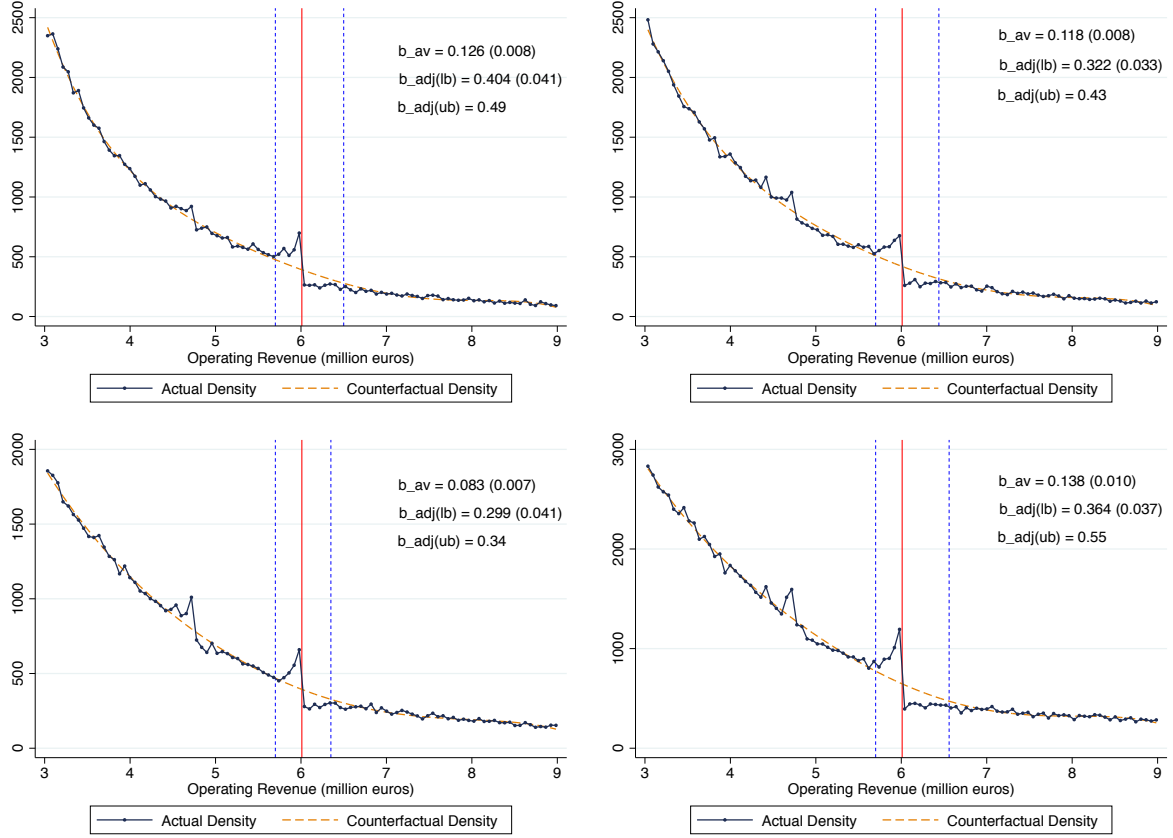 0 500 1000 1500 2000 2500
b_av = 0.126 (0.008)
b_adj(lb) = 0.404 (0.041)
b_adj(ub) = 0.49
3 4 5 6 7 8 9
Operating Revenue (million euros)
Actual Density Counterfactual Density
0 500 1000 1500 2000 2500
b_av = 0.118 (0.008)
b_adj(lb) = 0.322 (0.033)
b_adj(ub) = 0.43
3 4 5 6 7 8 9
Operating Revenue (million euros)
Actual Density Counterfactual Density
0 500 1000 1500 2000
b_av = 0.083 (0.007)
b_adj(lb) = 0.299 (0.041)
b_adj(ub) = 0.34
3 4 5 6 7 8 9
Operating Revenue (million euros)
Actual Density Counterfactual Density
0 1000 2000 3000
b_av = 0.138 (0.010)
b_adj(lb) = 0.364 (0.037)
b_adj(ub) = 0.55
3 4 5 6 7 8 9
Operating Revenue (million euros)
Actual Density Counterfactual Density